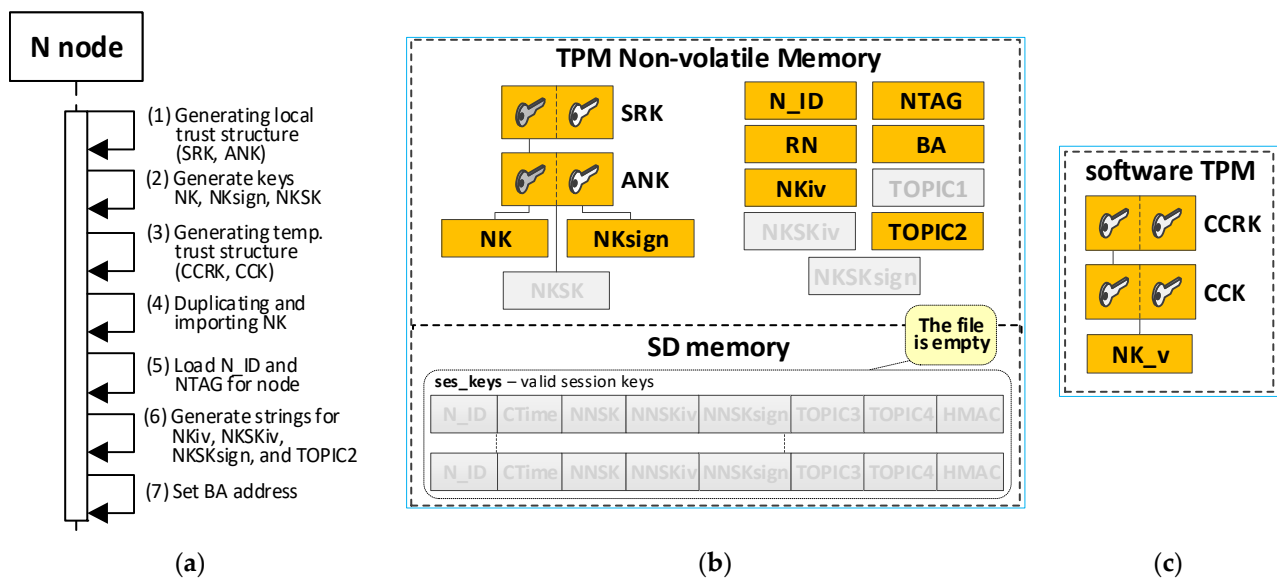 N node
(1) Generating local
trust structure
(SRK, ANK)
(2) Generate keys
NK, NKsign, NKSK
(3) Generating temp.
trust structure
(CCRK, CCK)
(4) Duplicating and
importing NK
(5) Load N_ID and
NTAG for node
(6) Generate strings for
NKiv, NKSKiv,
NKSKsign, and TOPIC2
(7) Set BA address
(a)
TPM Non-volatile Memory
SRK
ANK
NK
NKsign
NKSK
N_ID
NTAG
RN
BA
NKiv
TOPIC1
NKSKiv
TOPIC2
NKSKsign
The file
is empty
SD memory
ses_keys – valid session keys
N_ID CTime NNSK NNSKiv NNSKsign TOPIC3 TOPIC4 HMAC
N_ID CTime NNSK NNSKiv NNSKsign TOPIC3 TOPIC4 HMAC
(b)
software TPM
CCRK
CCK
NK_v
(c)